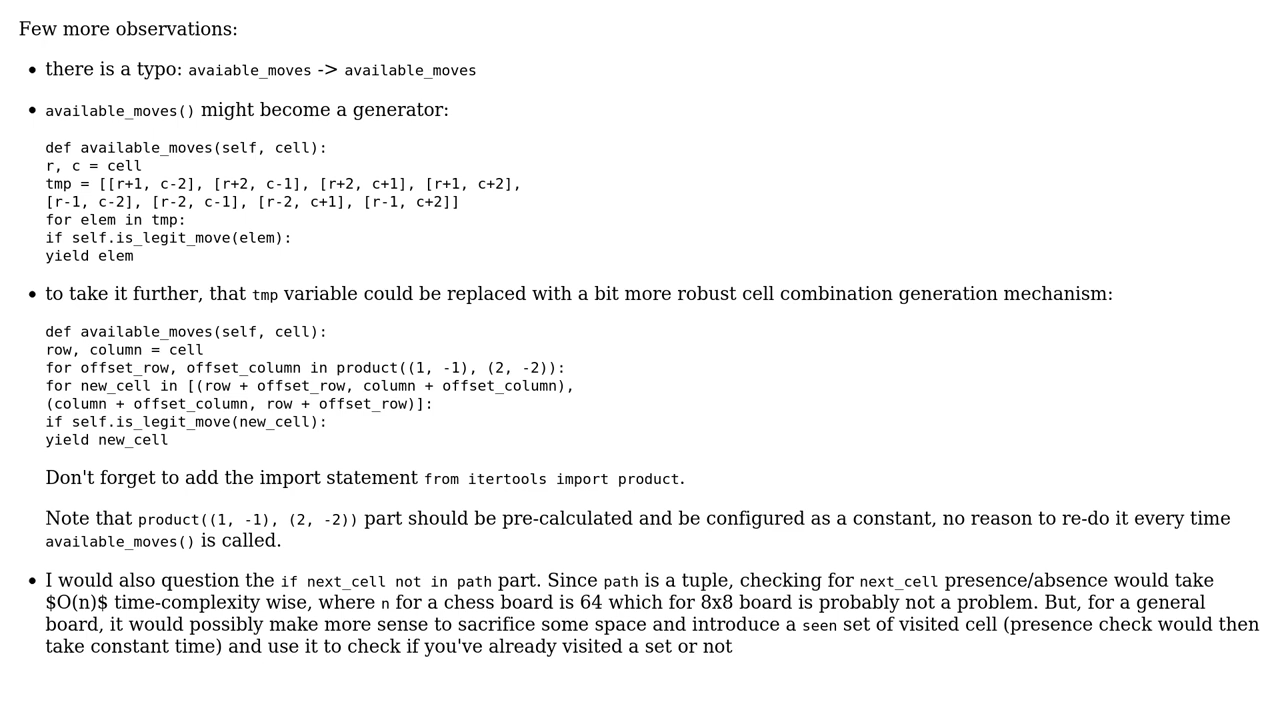 Few more observations:
• there is a typo: avaiable_moves -> available_moves
• available_moves() might become a generator:
def available_moves(self, cell):
r, c = cell
tmp = [[r+1, c-2], [r+2, c-1], [r+2, c+1], [r+1, c+2],
[r-1, c-2], [r-2, c-1], [r-2, c+1], [r-1, c+2]]
for elem in tmp:
if self.is_legit_move(elem):
yield elem
• to take it further, that tmp variable could be replaced with a bit more robust cell combination generation mechanism:
def available_moves(self, cell):
row, column = cell
for offset_row, offset_column in product((1, -1), (2, -2)):
for new_cell in [(row + offset_row, column + offset_column),
(column + offset_column, row + offset_row)]:
if self.is_legit_move(new_cell):
yield new_cell
Don't forget to add the import statement from itertools import product.
Note that product((1, -1), (2, -2)) part should be pre-calculated and be configured as a constant, no reason to re-do it every time
available_moves() is called.
• I would also question the if next_cell not in path part. Since path is a tuple, checking for next_cell presence/absence would take
$O(n)$ time-complexity wise, where n for a chess board is 64 which for 8x8 board is probably not a problem. But, for a general
board, it would possibly make more sense to sacrifice some space and introduce a seen set of visited cell (presence check would then
take constant time) and use it to check if you've already visited a set or not